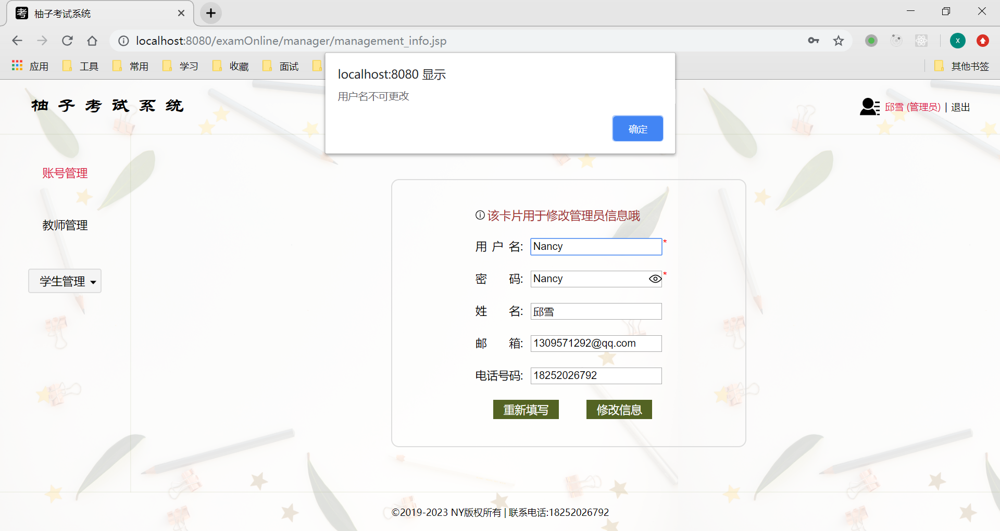 考 柚子考试系统
localhost:8080/examOnline/manager/management_info.jsp
X
应用 工具 常用 学习 收藏 面试 其他书签
localhost:8080 显示
用户名不可更改
确定
柚子考试系统
邱雪 (管理员) | 退出
账号管理
教师管理
学生管理
该卡片用于修改管理员信息哦
用户名: Nancy *
密码: Nancy *
姓名: 邱雪
邮箱: 1309571292@qq.com
电话号码: 18252026792
重新填写 修改信息
©2019-2023 NY版权所有 | 联系电话:18252026792